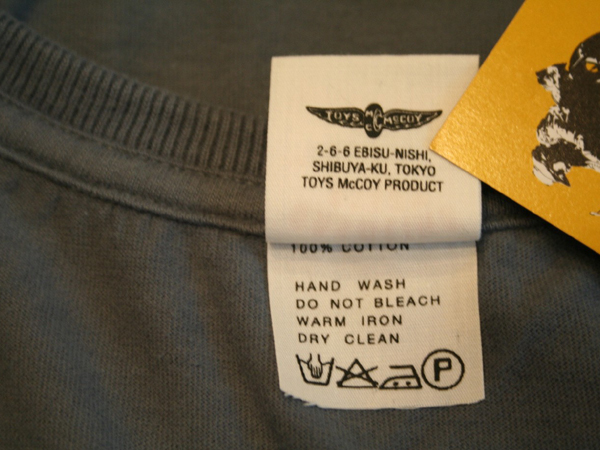 TOYS McCOY
2-6-6 EBISU-NISHI,
SHIBUYA-KU, TOKYO
TOYS McCOY PRODUCT
100% COTTON
HAND WASH
DO NOT BLEACH
WARM IRON
DRY CLEAN
P